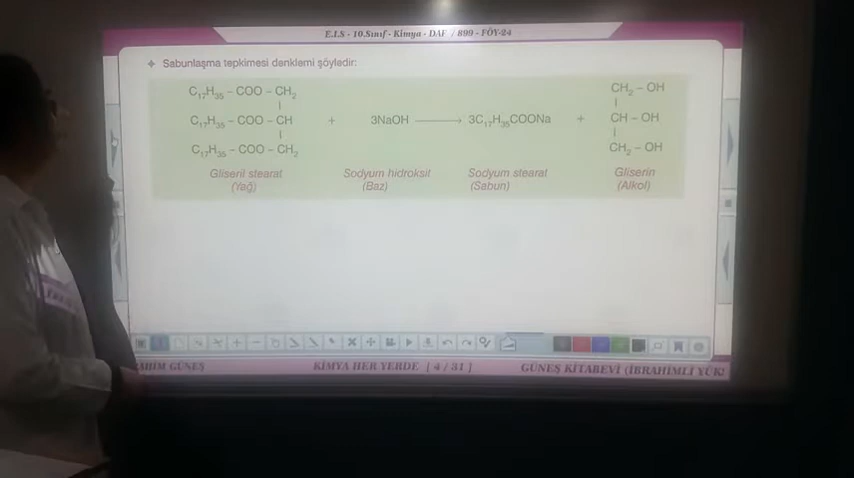 E.I.S - 10.Sınıf - Kimya - DAF / 899 - FÖY-24
Sabunlaşma tepkimesi denklemi şöyledir:
C₁₇H₃₅ – COO – CH₂
C₁₇H₃₅ – COO – CH + 3NaOH ⟶ 3C₁₇H₃₅COONa + CH – OH
C₁₇H₃₅ – COO – CH₂
CH₂ – OH
CH₂ – OH
Gliseril stearat Sodyum hidroksit Sodyum stearat Gliserin
(Yağ) (Baz) (Sabun) (Alkol)
HİM GÜNEŞ KİMYA HER YERDE [ 4 / 31 ] GÜNEŞ KİTABEVİ (İBRAHİMLİ YÜK